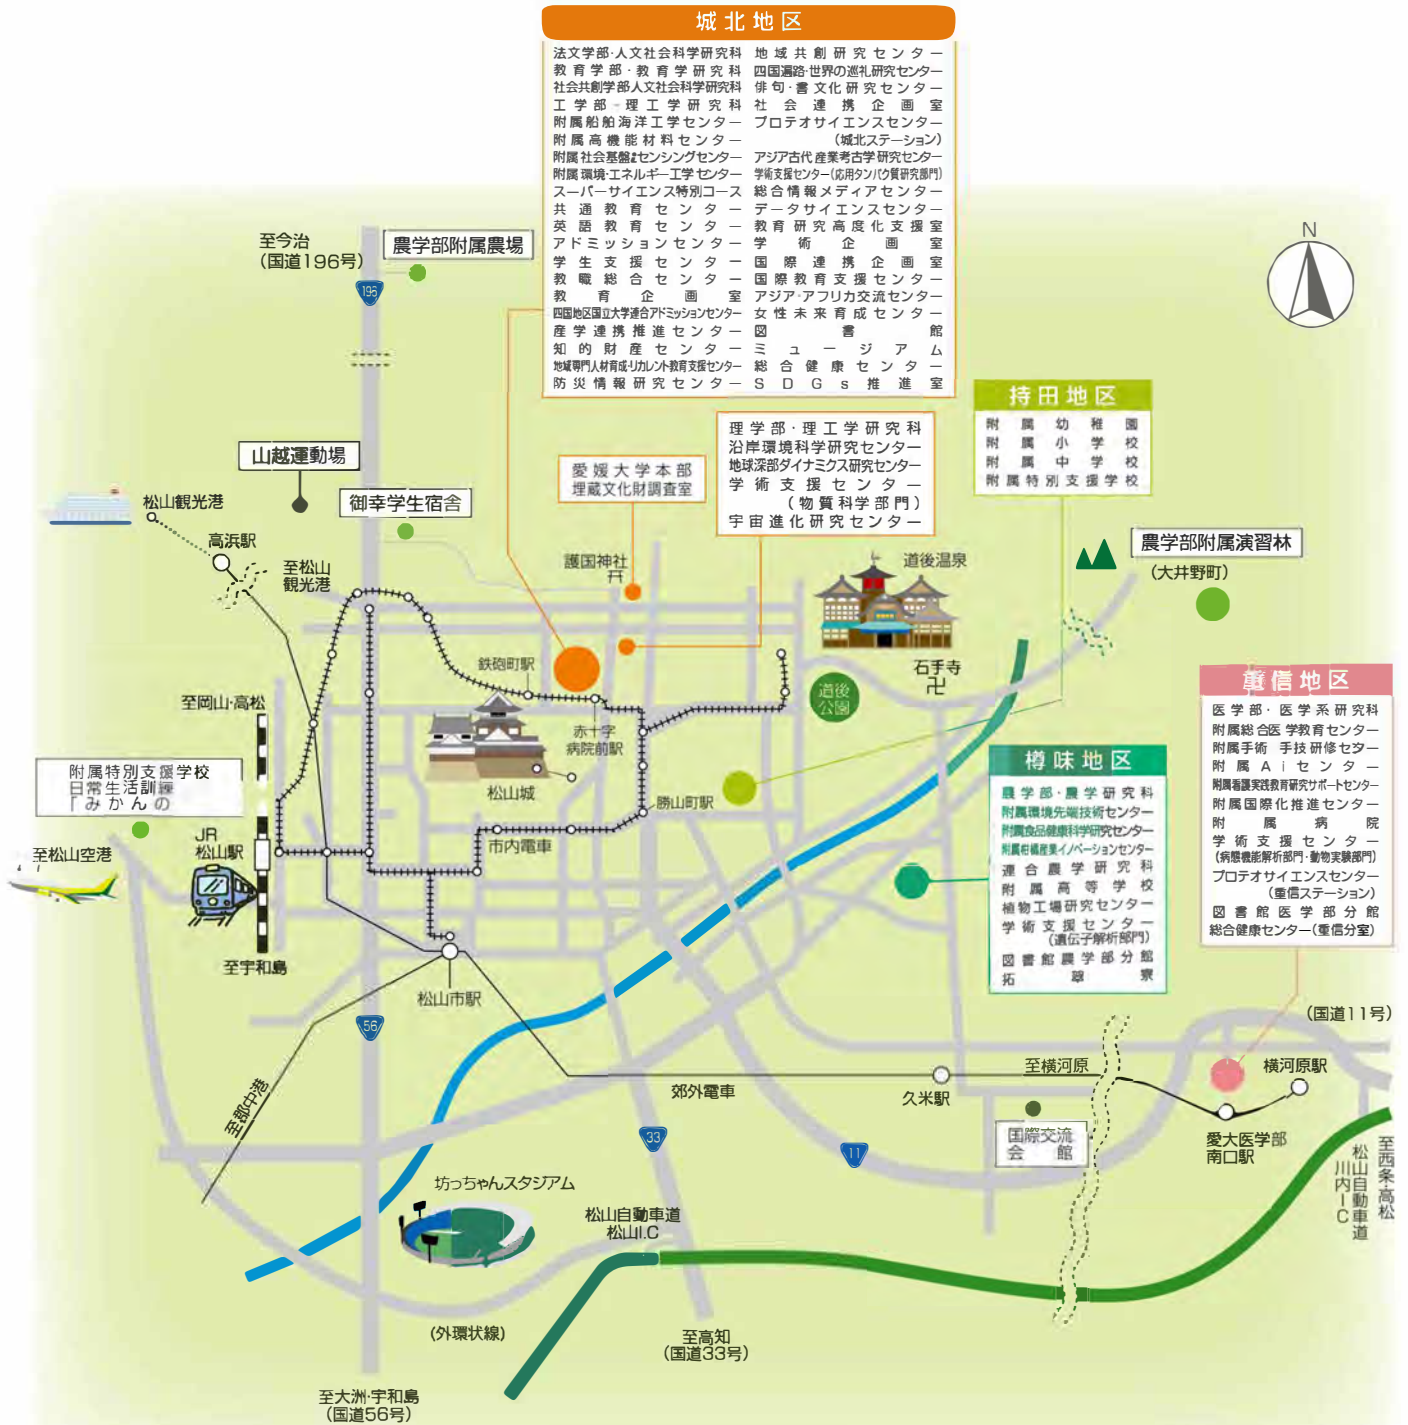 城北地区
法文学部・人文社会科学研究科
教育学部・教育学研究科
社会共創学部人文社会科学研究科
工学部・理工学研究科
附属船舶海洋工学センター
附属高機能材料センター
附属社会基盤iセンシングセンター
附属環境・エネルギー工学センター
スーパーサイエンス特別コース
共通教育センター
英語教育センター
アドミッションセンター
学生支援センター
教職総合センター
教育企画室
四国地区国立大学連合アドミッションセンター
産学連携推進センター
知的財産センター
地域専門人材育成・リカレント教育支援センター
防災情報研究センター
地域共創研究センター
四国遍路・世界の巡礼研究センター
俳句・書文化研究センター
社会連携企画室
プロテオサイエンスセンター
(城北ステーション)
アジア古代産業考古学研究センター
学術支援センター(応用タンパク質研究部門)
総合情報メディアセンター
データサイエンスセンター
教育研究高度化支援室
学術企画室
国際連携企画室
国際教育支援センター
アジア・アフリカ交流センター
女性未来育成センター
図書館
ミュージアム
総合健康センター
SDGs推進室
N
至今治
(国道196号)
農学部附属農場
196
持田地区
附属幼稚園
附属小学校
附属中学校
附属特別支援学校
理学部・理工学研究科
沿岸環境科学研究センター
地球深部ダイナミクス研究センター
学術支援センター
(物質科学部門)
宇宙進化研究センター
愛媛大学本部
埋蔵文化財調査室
山越運動場
御幸学生宿舎
松山観光港
高浜駅
至松山
観光港
護国神社
道後温泉
農学部附属演習林
(大井野町)
鉄砲町駅
石手寺
卍
道後
公園
重信地区
医学部・医学系研究科
附属総合医学教育センター
附属手術手技研修センター
附属Aiセンター
附属看護実践教育研究サポートセンター
附属国際化推進センター
附属病院
学術支援センター
(病態機能解析部門・動物実験部門)
プロテオサイエンスセンター
(重信ステーション)
図書館医学部分館
総合健康センター(重信分室)
至岡山・高松
赤十字
病院前駅
附属特別支援学校
日常生活訓練
「みかんの
松山城
勝山町駅
樽味地区
農学部・農学研究科
附属環境先端技術センター
附属食品健康科学研究センター
附属柑橘産業イノベーションセンター
連合農学研究科
附属高等学校
植物工場研究センター
学術支援センター
(遺伝子解析部門)
図書館農学部分館
拓翠寮
JR
松山駅
市内電車
至松山空港
至宇和島
松山市駅
56
(国道11号)
至横河原
横河原駅
郊外電車
久米駅
至郡中港
国際交流
会館
愛大医学部
南口駅
33
11
至西条・高松
松山自動車道
川内I-C
坊っちゃんスタジアム
松山自動車道
松山I.C
(外環状線)
至高知
(国道33号)
至大洲・宇和島
(国道56号)